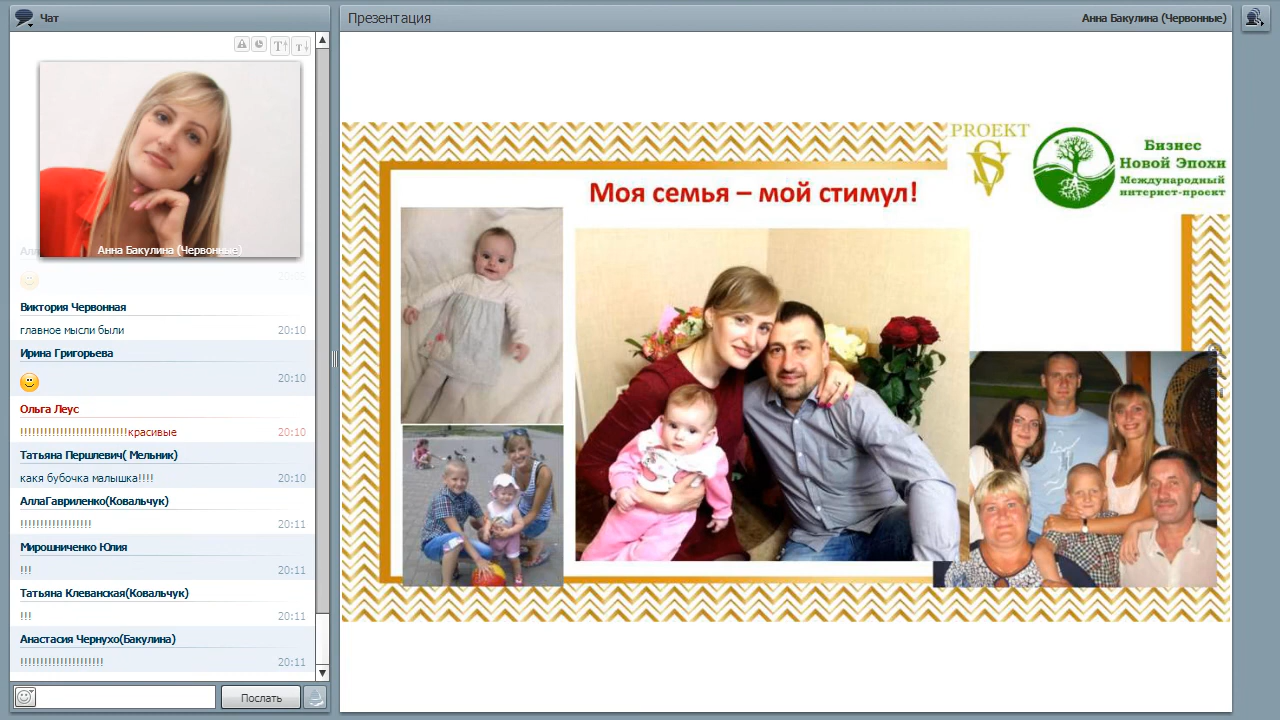 Чат
Анна Бакулина (Червонные)
20:09
Виктория Червонная
главное мысли были
20:10
Ирина Григорьева
20:10
Ольга Леус
!!!!!!!!!!!!!!!!!!!!!!!!!!!красивые
20:10
Татьяна Першлевич( Мельник)
какя бубочка малышка!!!!
20:10
АллаГавриленко(Ковальчук)
!!!!!!!!!!!!!!!!!!
20:11
Мирошниченко Юлия
!!!
20:11
Татьяна Клеванская(Ковальчук)
!!!
20:11
Анастасия Чернухо(Бакулина)
!!!!!!!!!!!!!!!!!!!!!
20:11
Послать
Презентация
Анна Бакулина (Червонные)
PROEKT
SV
Бизнес
Новой Эпохи
Международный
интернет-проект
Моя семья – мой стимул!